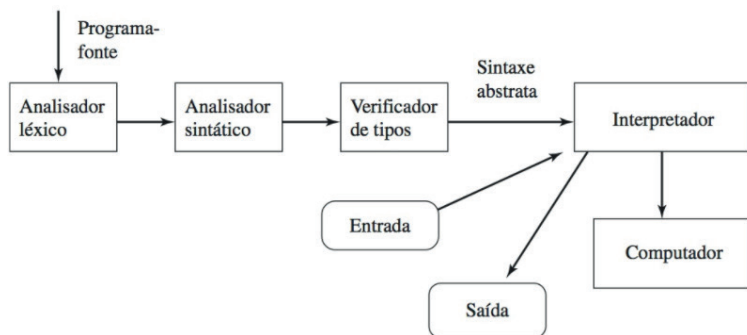 Programa-
fonte
Analisador
léxico
Analisador
sintático
Verificador
de tipos
Sintaxe
abstrata
Interpretador
Entrada
Computador
Saída